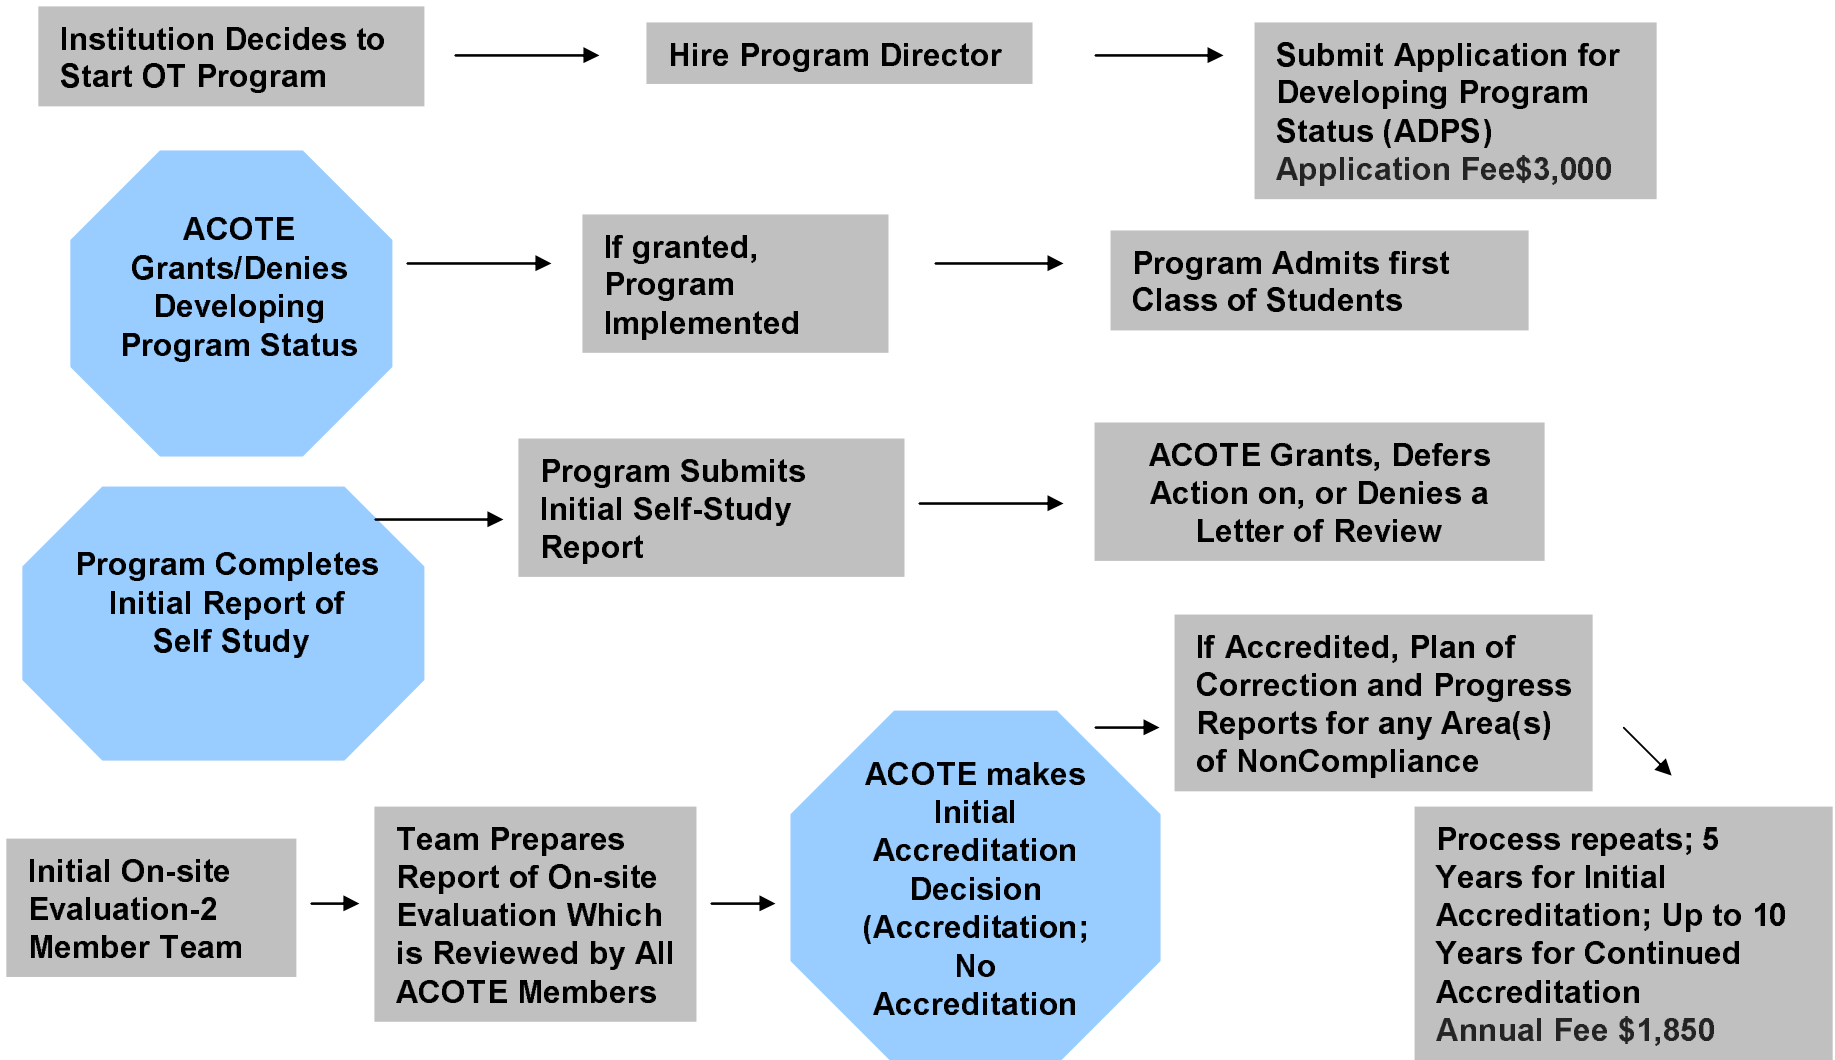 Institution Decides to
Start OT Program
Hire Program Director
Submit Application for
Developing Program
Status (ADPS)
Application Fee$3,000
ACOTE
Grants/Denies
Developing
Program Status
If granted,
Program
Implemented
Program Admits first
Class of Students
Program Completes
Initial Report of
Self Study
Program Submits
Initial Self-Study
Report
ACOTE Grants, Defers
Action on, or Denies a
Letter of Review
Initial On-site
Evaluation-2
Member Team
Team Prepares
Report of On-site
Evaluation Which
is Reviewed by All
ACOTE Members
ACOTE makes
Initial
Accreditation
Decision
(Accreditation;
No
Accreditation
If Accredited, Plan of
Correction and Progress
Reports for any Area(s)
of NonCompliance
Process repeats; 5
Years for Initial
Accreditation; Up to 10
Years for Continued
Accreditation
Annual Fee $1,850